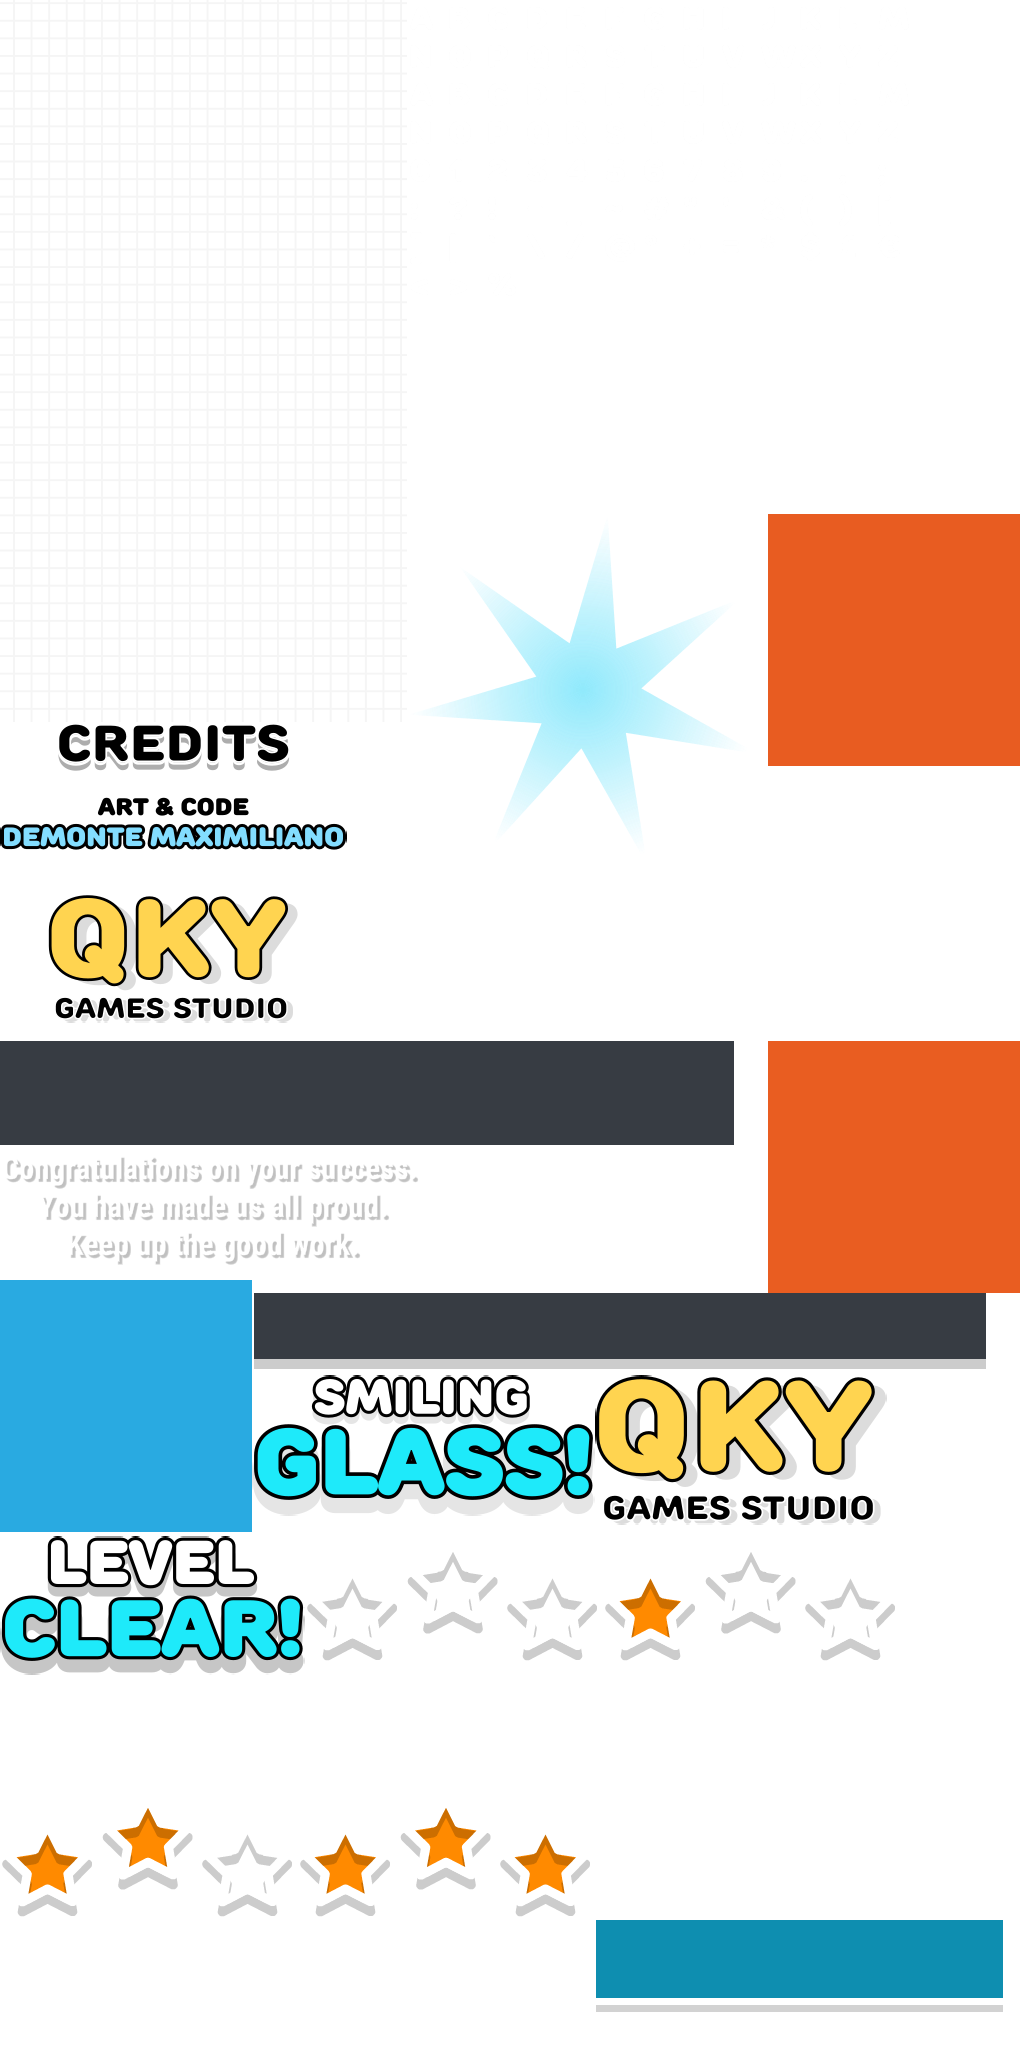 CREDITS
ART & CODE
DEMONTE MAXIMILIANO
QKY
GAMES STUDIO
Congratulations on your success.
You have made us all proud.
Keep up the good work.
SMILING
GLASS!
QKY
GAMES STUDIO
LEVEL
CLEAR!